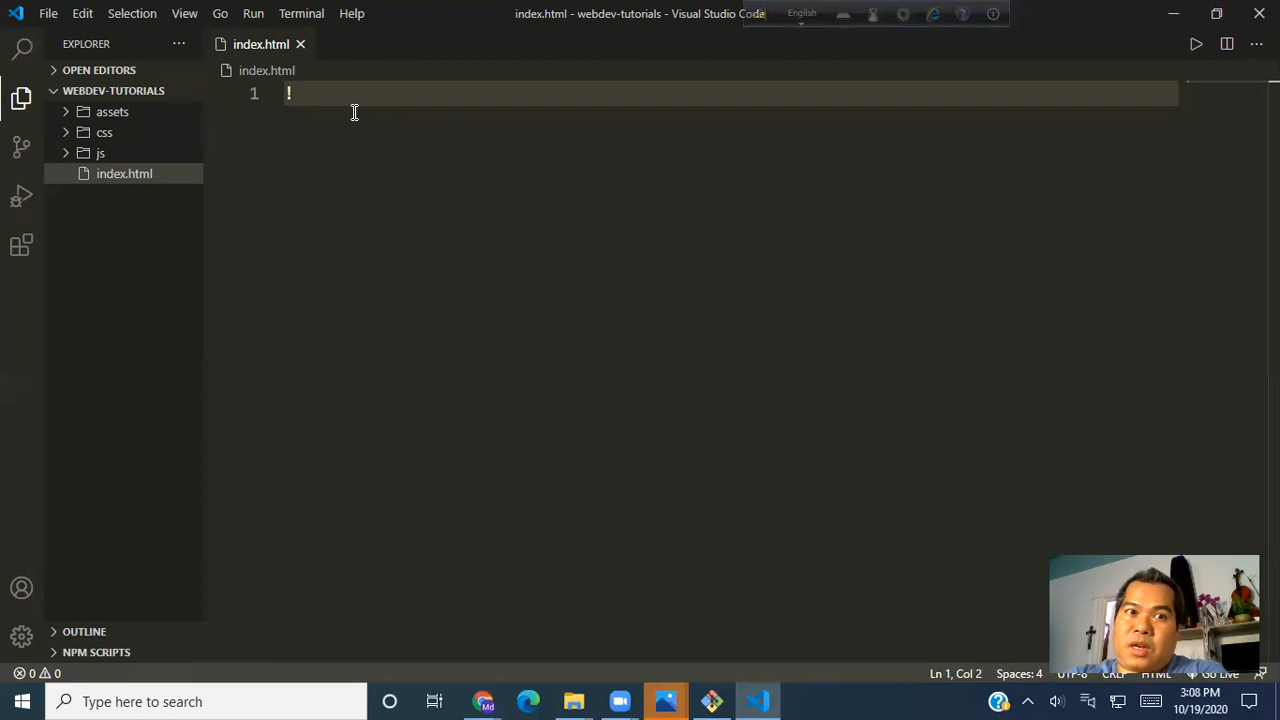 File Edit Selection View Go Run Terminal Help index.html - webdev-tutorials - Visual Studio Code English
EXPLORER index.html
OPEN EDITORS index.html
WEBDEV-TUTORIALS 1 !
assets
css
js
index.html
OUTLINE
NPM SCRIPTS
0 0 Ln 1, Col 2 Spaces: 4 UTF-8 CRLF HTML Go Live
Type here to search Md 3:08 PM
10/19/2020